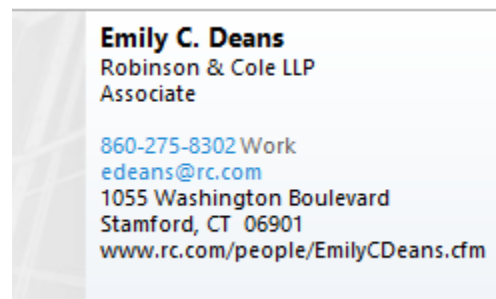 Emily C. Deans
Robinson & Cole LLP
Associate
860-275-8302 Work
edeans@rc.com
1055 Washington Boulevard
Stamford, CT  06901
www.rc.com/people/EmilyCDeans.cfm